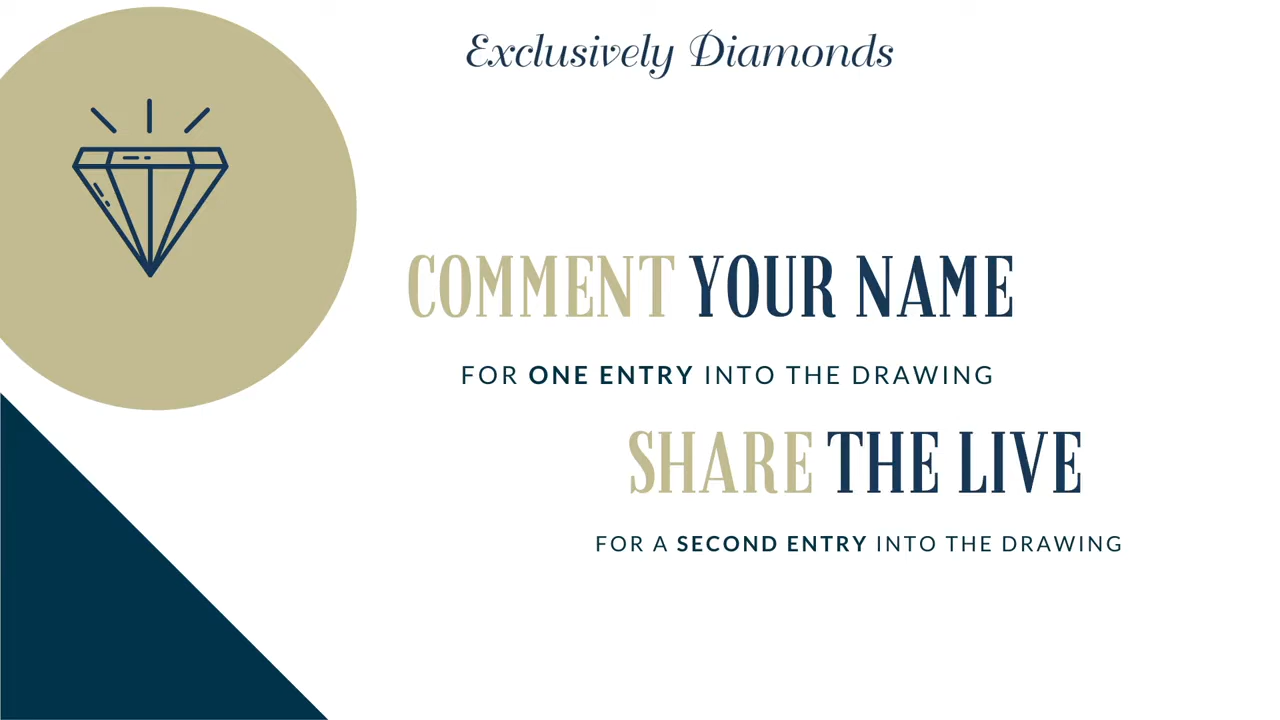 Exclusively Diamonds
COMMENT YOUR NAME
FOR ONE ENTRY INTO THE DRAWING
SHARE THE LIVE
FOR A SECOND ENTRY INTO THE DRAWING